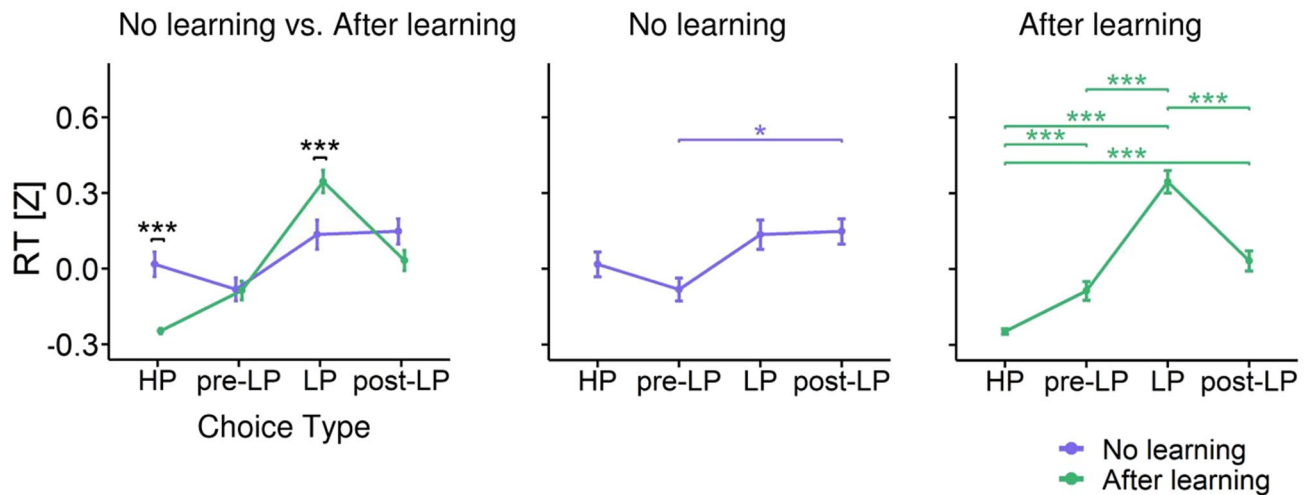 No learning vs. After learning
No learning
After learning
RT [Z]
0.6
0.3
0.0
-0.3
***
***
*
***
***
***
***
***
HP pre-LP LP post-LP
HP pre-LP LP post-LP
HP pre-LP LP post-LP
Choice Type
No learning
After learning